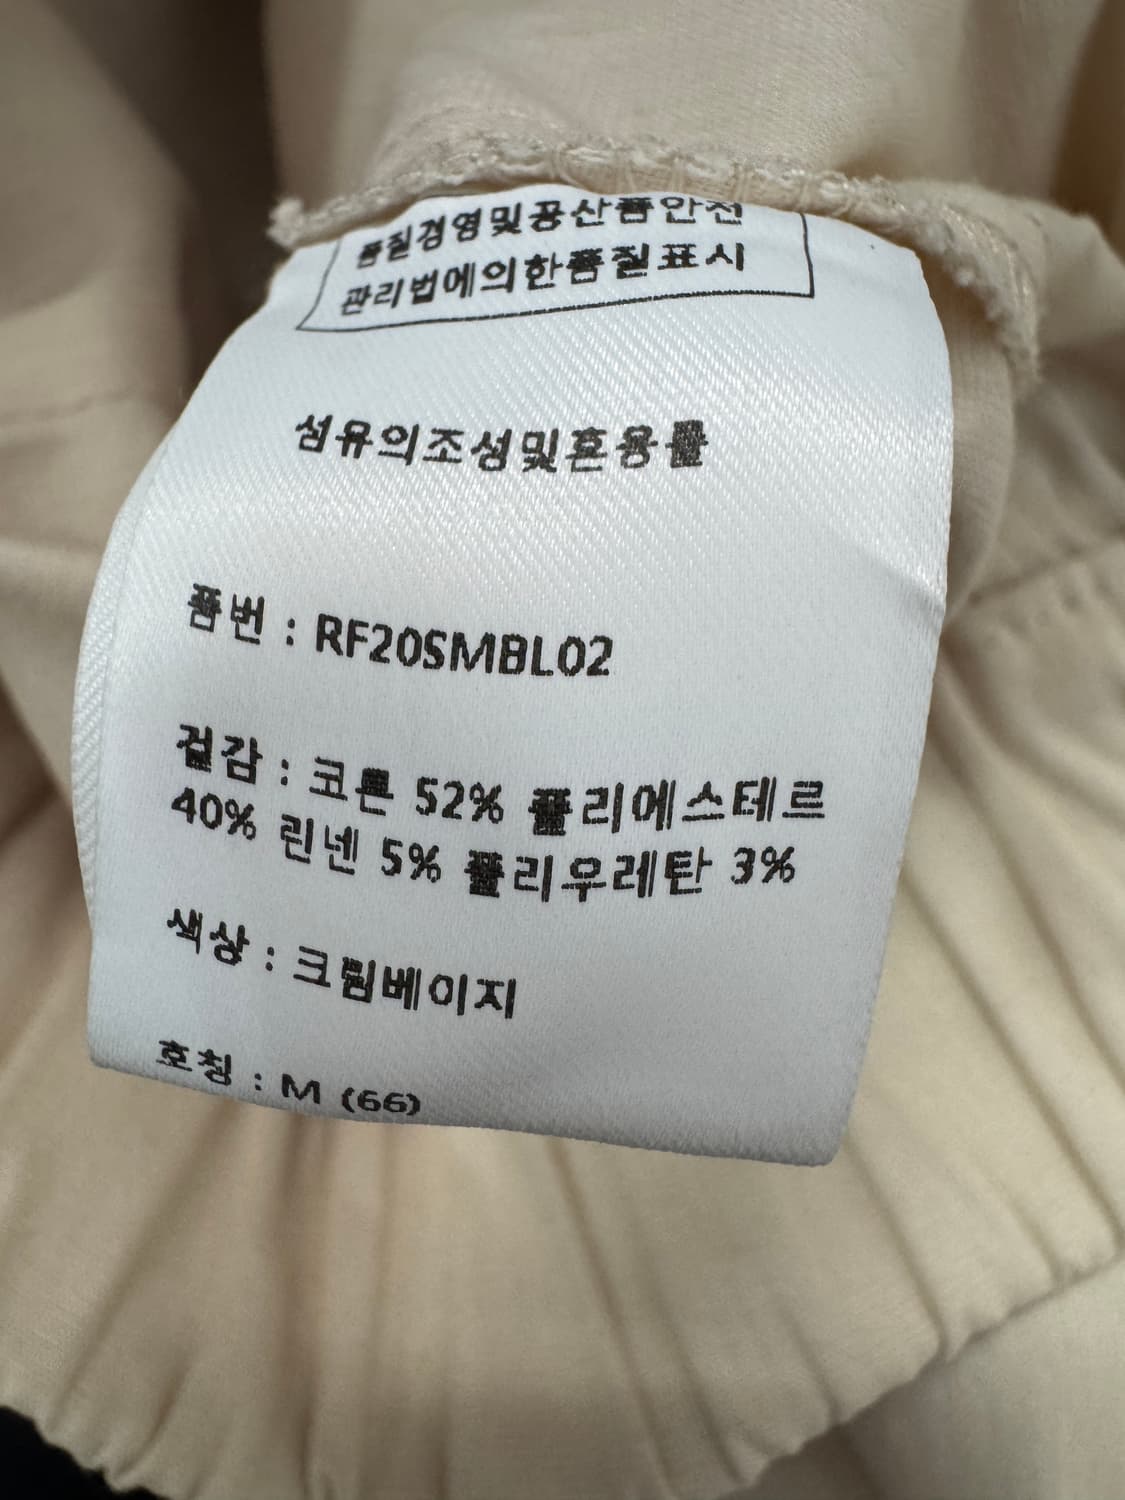 품질경영및공산품안전
관리법에의한품질표시
섬유의조성및혼용률
품번 : RF20SMBL02
겉감 : 코튼 52% 폴리에스테르
40% 린넨 5% 폴리우레탄 3%
색상 : 크림베이지
호칭 : M (66)